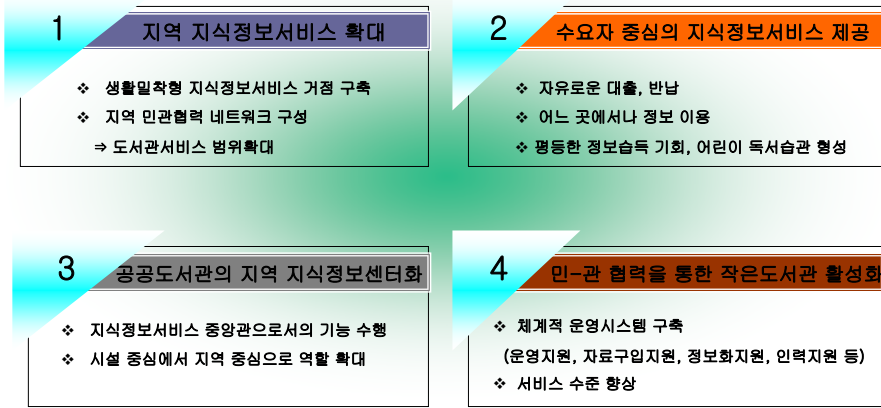 1 지역 지식정보서비스 확대
❖ 생활밀착형 지식정보서비스 거점 구축
❖ 지역 민관협력 네트워크 구성
⇒ 도서관서비스 범위확대
2 수요자 중심의 지식정보서비스 제공
❖ 자유로운 대출, 반납
❖ 어느 곳에서나 정보 이용
❖ 평등한 정보습득 기회, 어린이 독서습관 형성
3 공공도서관의 지역 지식정보센터화
❖ 지식정보서비스 중앙관으로서의 기능 수행
❖ 시설 중심에서 지역 중심으로 역할 확대
4 민-관 협력을 통한 작은도서관 활성화
❖ 체계적 운영시스템 구축
(운영지원, 자료구입지원, 정보화지원, 인력지원 등)
❖ 서비스 수준 향상